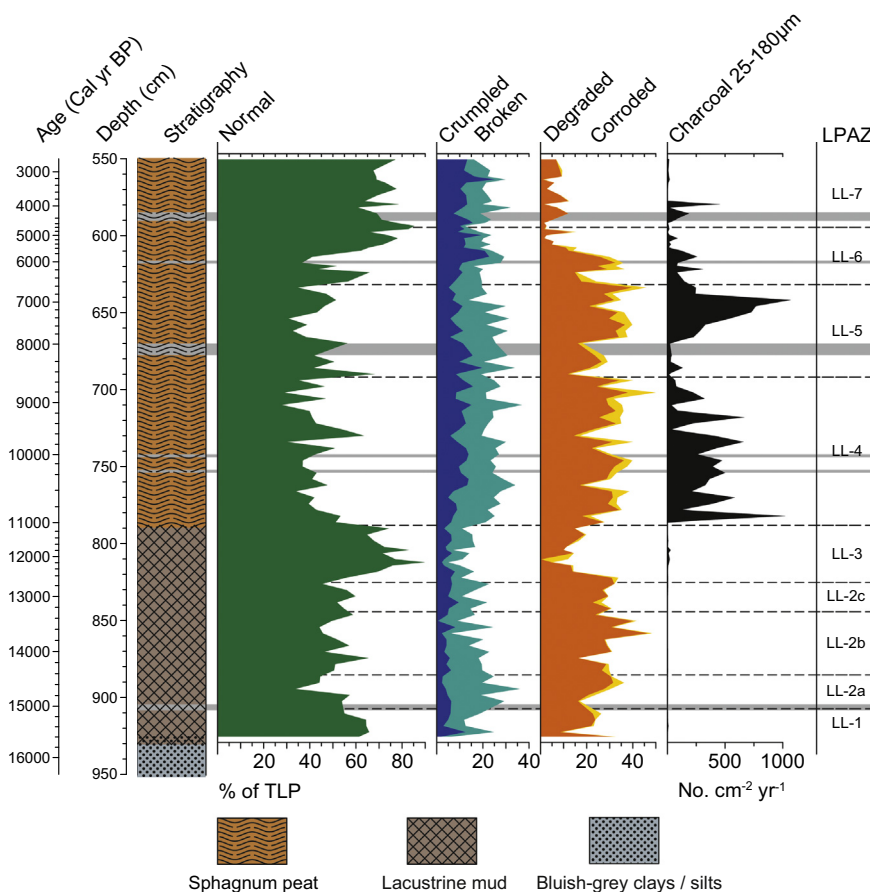 Age (Cal yr BP)
Depth (cm)
Stratigraphy
Normal
Crumpled
Broken
Degraded
Corroded
Charcoal 25-180µm
LPAZ
3000
4000
5000
6000
7000
8000
9000
10000
11000
12000
13000
14000
15000
16000
550
600
650
700
750
800
850
900
950
LL-7
LL-6
LL-5
LL-4
LL-3
LL-2c
LL-2b
LL-2a
LL-1
20 40 60 80 20 40 20 40 500 1000
% of TLP No. cm⁻² yr⁻¹
Sphagnum peat Lacustrine mud Bluish-grey clays / silts